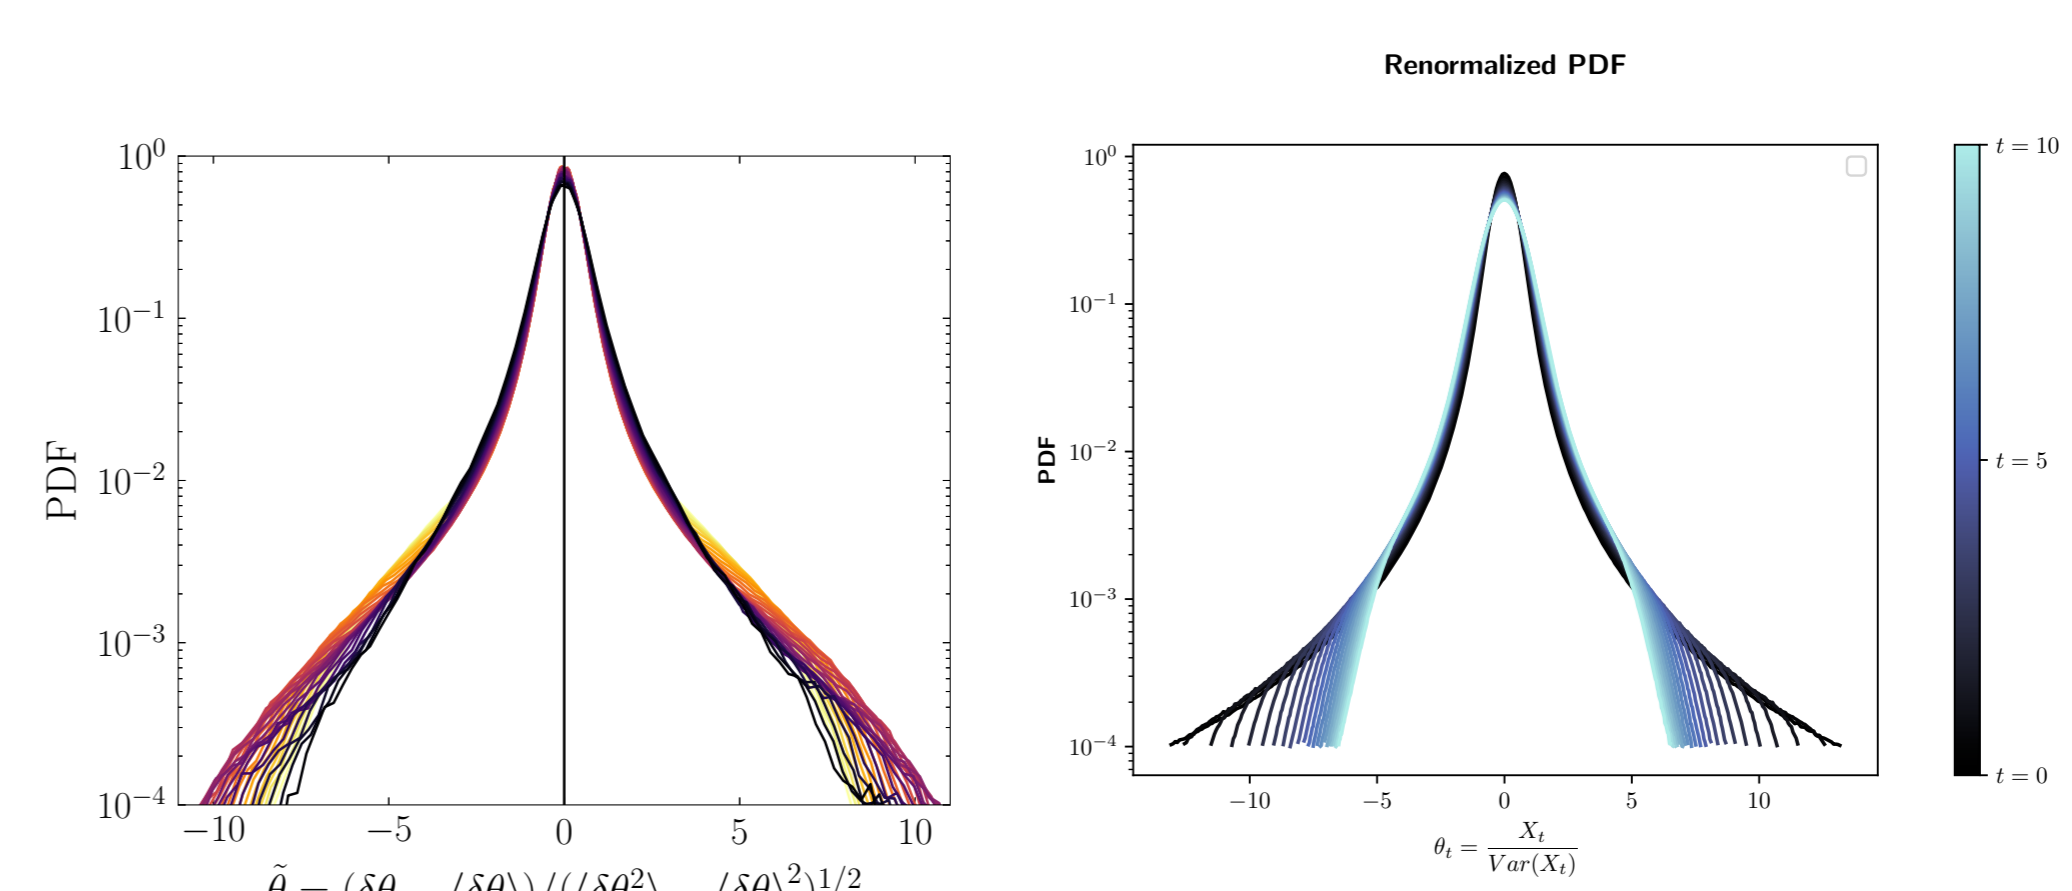 Renormalized PDF
PDF
10^0
10^{-1}
10^{-2}
10^{-3}
10^{-4}
−10 −5 0 5 10
PDF
10^0
10^{-1}
10^{-2}
10^{-3}
10^{-4}
−10 −5 0 5 10
θ_t = X_t / Var(X_t)
t = 10
t = 5
t = 0